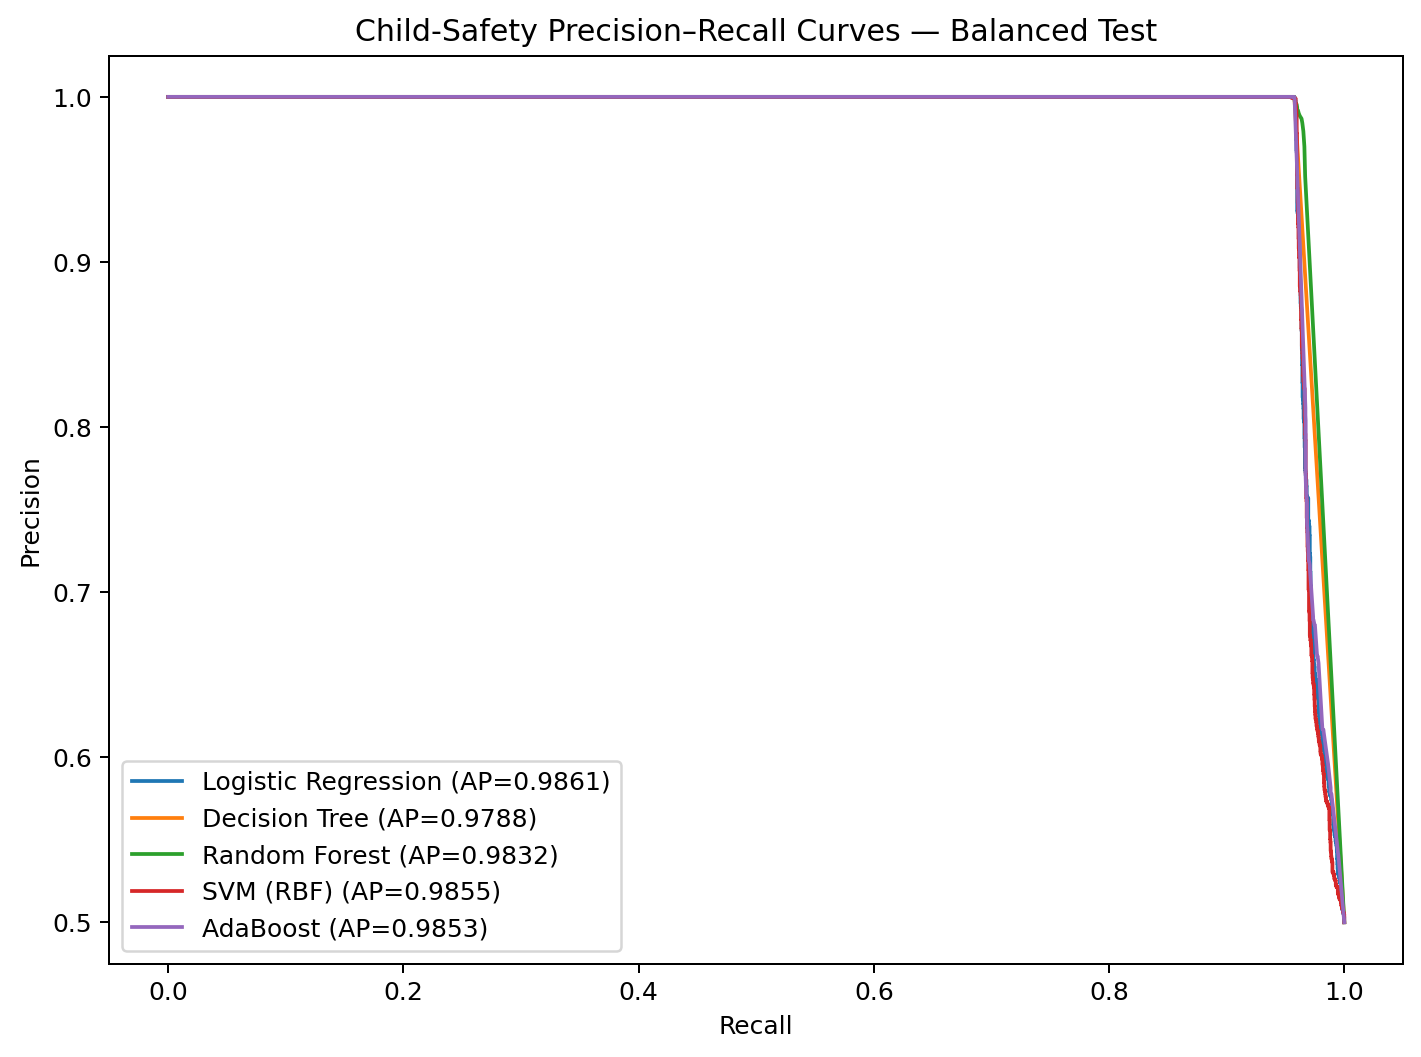 Child-Safety Precision–Recall Curves — Balanced Test
Precision
1.0
0.9
0.8
0.7
0.6
0.5
Logistic Regression (AP=0.9861)
Decision Tree (AP=0.9788)
Random Forest (AP=0.9832)
SVM (RBF) (AP=0.9855)
AdaBoost (AP=0.9853)
0.0 0.2 0.4 0.6 0.8 1.0
Recall